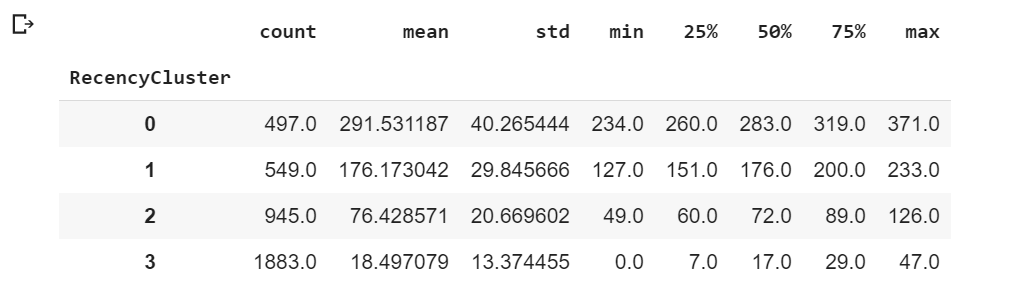 count mean std min 25% 50% 75% max
RecencyCluster
0 497.0 291.531187 40.265444 234.0 260.0 283.0 319.0 371.0
1 549.0 176.173042 29.845666 127.0 151.0 176.0 200.0 233.0
2 945.0 76.428571 20.669602 49.0 60.0 72.0 89.0 126.0
3 1883.0 18.497079 13.374455 0.0 7.0 17.0 29.0 47.0